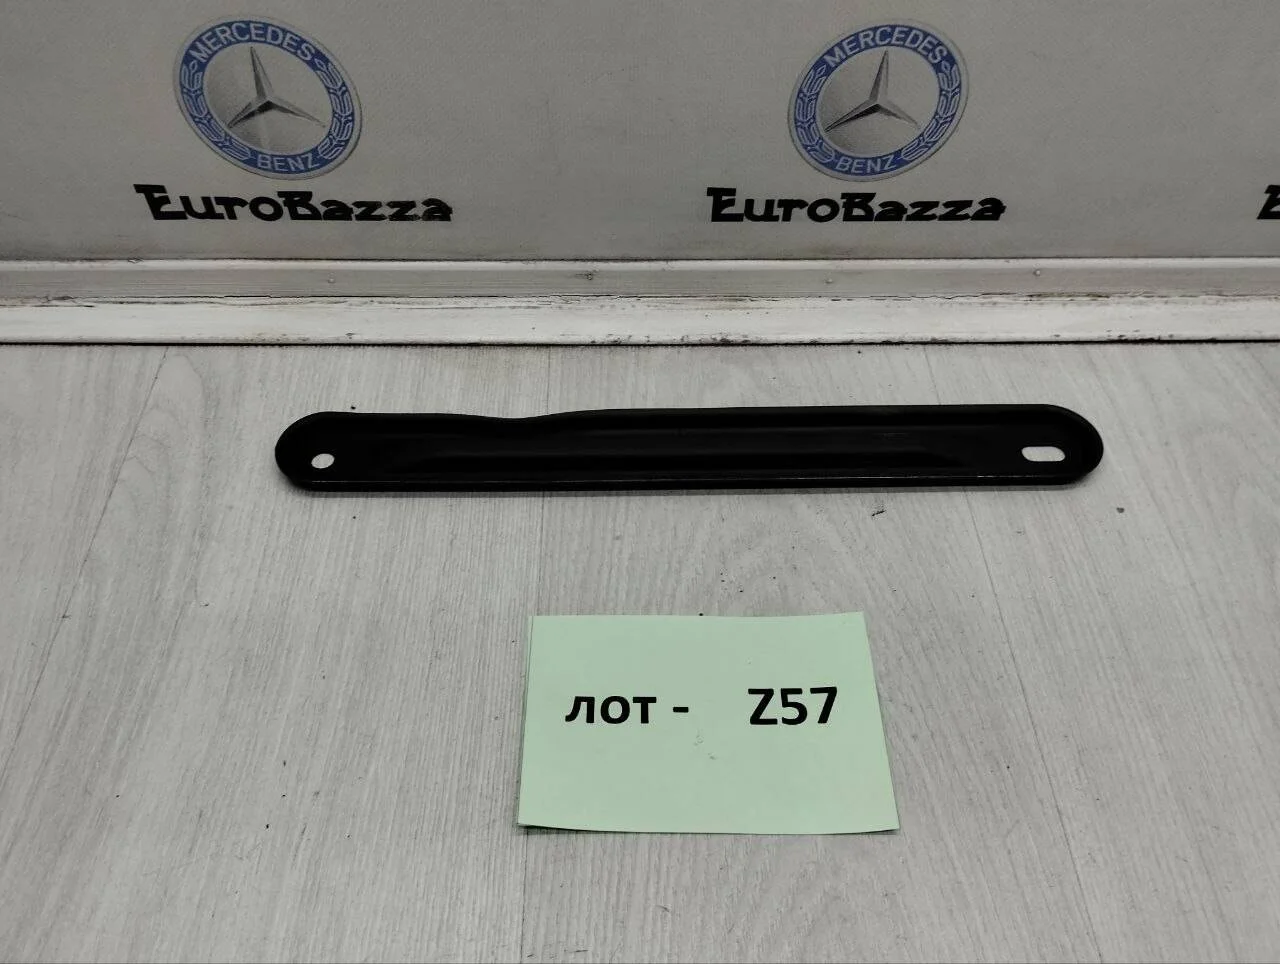 MERCEDES
BENZ
EuroBazza
MERCEDES
BENZ
EuroBazza
лот - Z57